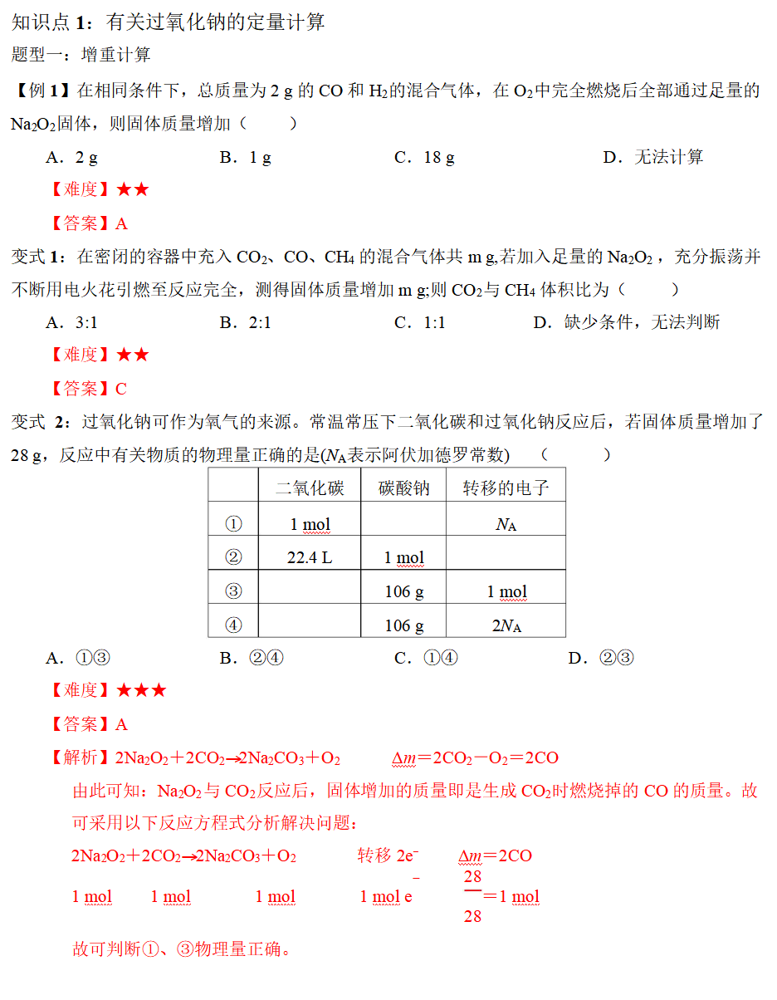 知识点 1：有关过氧化钠的定量计算
题型一：增重计算
【例 1】在相同条件下，总质量为 2 g 的 CO 和 H₂的混合气体，在 O₂中完全燃烧后全部通过足量的
Na₂O₂固体，则固体质量增加（　　）
A．2 g　B．1 g　C．18 g　D．无法计算
【难度】★★
【答案】A
变式 1：在密闭的容器中充入 CO₂、CO、CH₄ 的混合气体共 m g,若加入足量的 Na₂O₂ ，充分振荡并
不断用电火花引燃至反应完全，测得固体质量增加 m g;则 CO₂与 CH₄ 体积比为（　　）
A．3:1　B．2:1　C．1:1　D．缺少条件，无法判断
【难度】★★
【答案】C
变式 2：过氧化钠可作为氧气的来源。常温常压下二氧化碳和过氧化钠反应后，若固体质量增加了
28 g，反应中有关物质的物理量正确的是(NA表示阿伏加德罗常数) （　　）
二氧化碳　碳酸钠　转移的电子
①　1 mol　NA
②　22.4 L　1 mol
③　106 g　1 mol
④　106 g　2NA
A．①③　B．②④　C．①④　D．②③
【难度】★★★
【答案】A
【解析】2Na₂O₂＋2CO₂→2Na₂CO₃＋O₂　Δm＝2CO₂－O₂＝2CO
由此可知：Na₂O₂与 CO₂反应后，固体增加的质量即是生成 CO₂时燃烧掉的 CO 的质量。故
可采用以下反应方程式分析解决问题：
2Na₂O₂＋2CO₂→2Na₂CO₃＋O₂　转移 2e⁻　Δm＝2CO
1 mol　1 mol　1 mol　1 mol e⁻　28/28＝1 mol
故可判断①、③物理量正确。